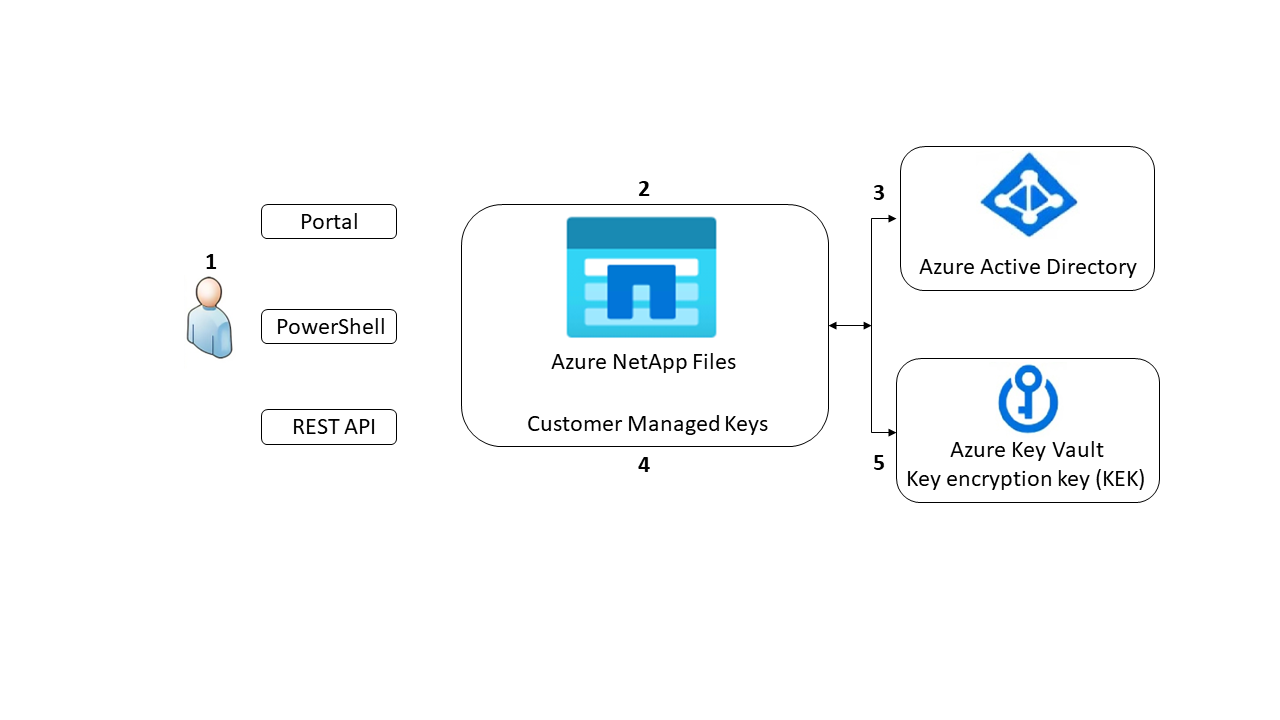 1
Portal
PowerShell
REST API
2
Azure NetApp Files
Customer Managed Keys
4
3
Azure Active Directory
5
Azure Key Vault
Key encryption key (KEK)